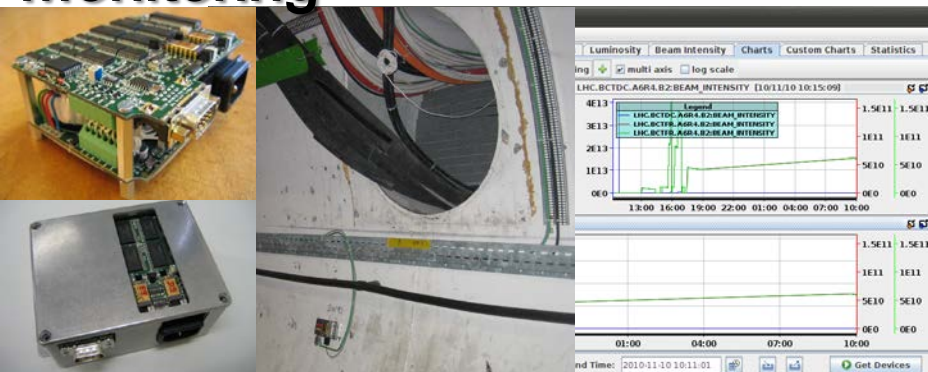 Monitoring
Luminosity Beam Intensity Charts Custom Charts Statistics
ing multi axis log scale
LHC.BCTDC.A6R4.B2:BEAM_INTENSITY [10/11/10 10:15:09]
Legend
LHC.BCTDC.A6R4.B2:BEAM_INTENSITY
LHC.BCTFR.A6R4.B2:BEAM_INTENSITY
LHC.BCTFR.A6R4.B2:BEAM_INTENSITY
4E13 1.5E11 1.5E11
3E13 1E11 1E11
2E13
1E13 5E10 5E10
0E0 0E0 0E0
13:00 16:00 19:00 22:00 01:00 04:00 07:00 10:00
1.5E11 1.5E11
1E11 1E11
5E10 5E10
0E0 0E0
01:00 04:00 07:00 10:00
nd Time: 2010-11-10 10:11:01 Get Devices